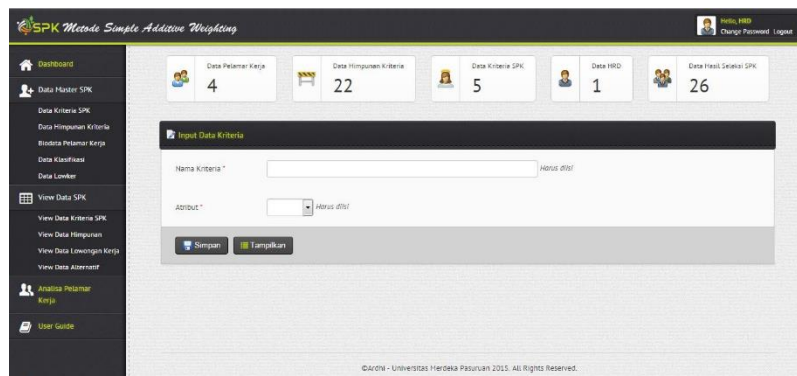 SPK Metode Simple Additive Weighting
Hello, HRD
Change Password Logout
Dashboard
Data Master SPK
Data Kriteria SPK
Data Himpunan Kriteria
Biodata Pelamar Kerja
Data Klasifikasi
Data Lowker
View Data SPK
View Data Kriteria SPK
View Data Himpunan
View Data Lowongan Kerja
View Data Alternatif
Analisa Pelamar
Kerja
User Guide
Data Pelamar Kerja
4
Data Himpunan Kriteria
22
Data Kriteria SPK
5
Data HRD
1
Data Hasil Seleksi SPK
26
Input Data Kriteria
Nama Kriteria * Harus diisi
Atribut * Harus diisi
Simpan Tampilkan
©Ardhi - Universitas Merdeka Pasuruan 2015. All Rights Reserved.